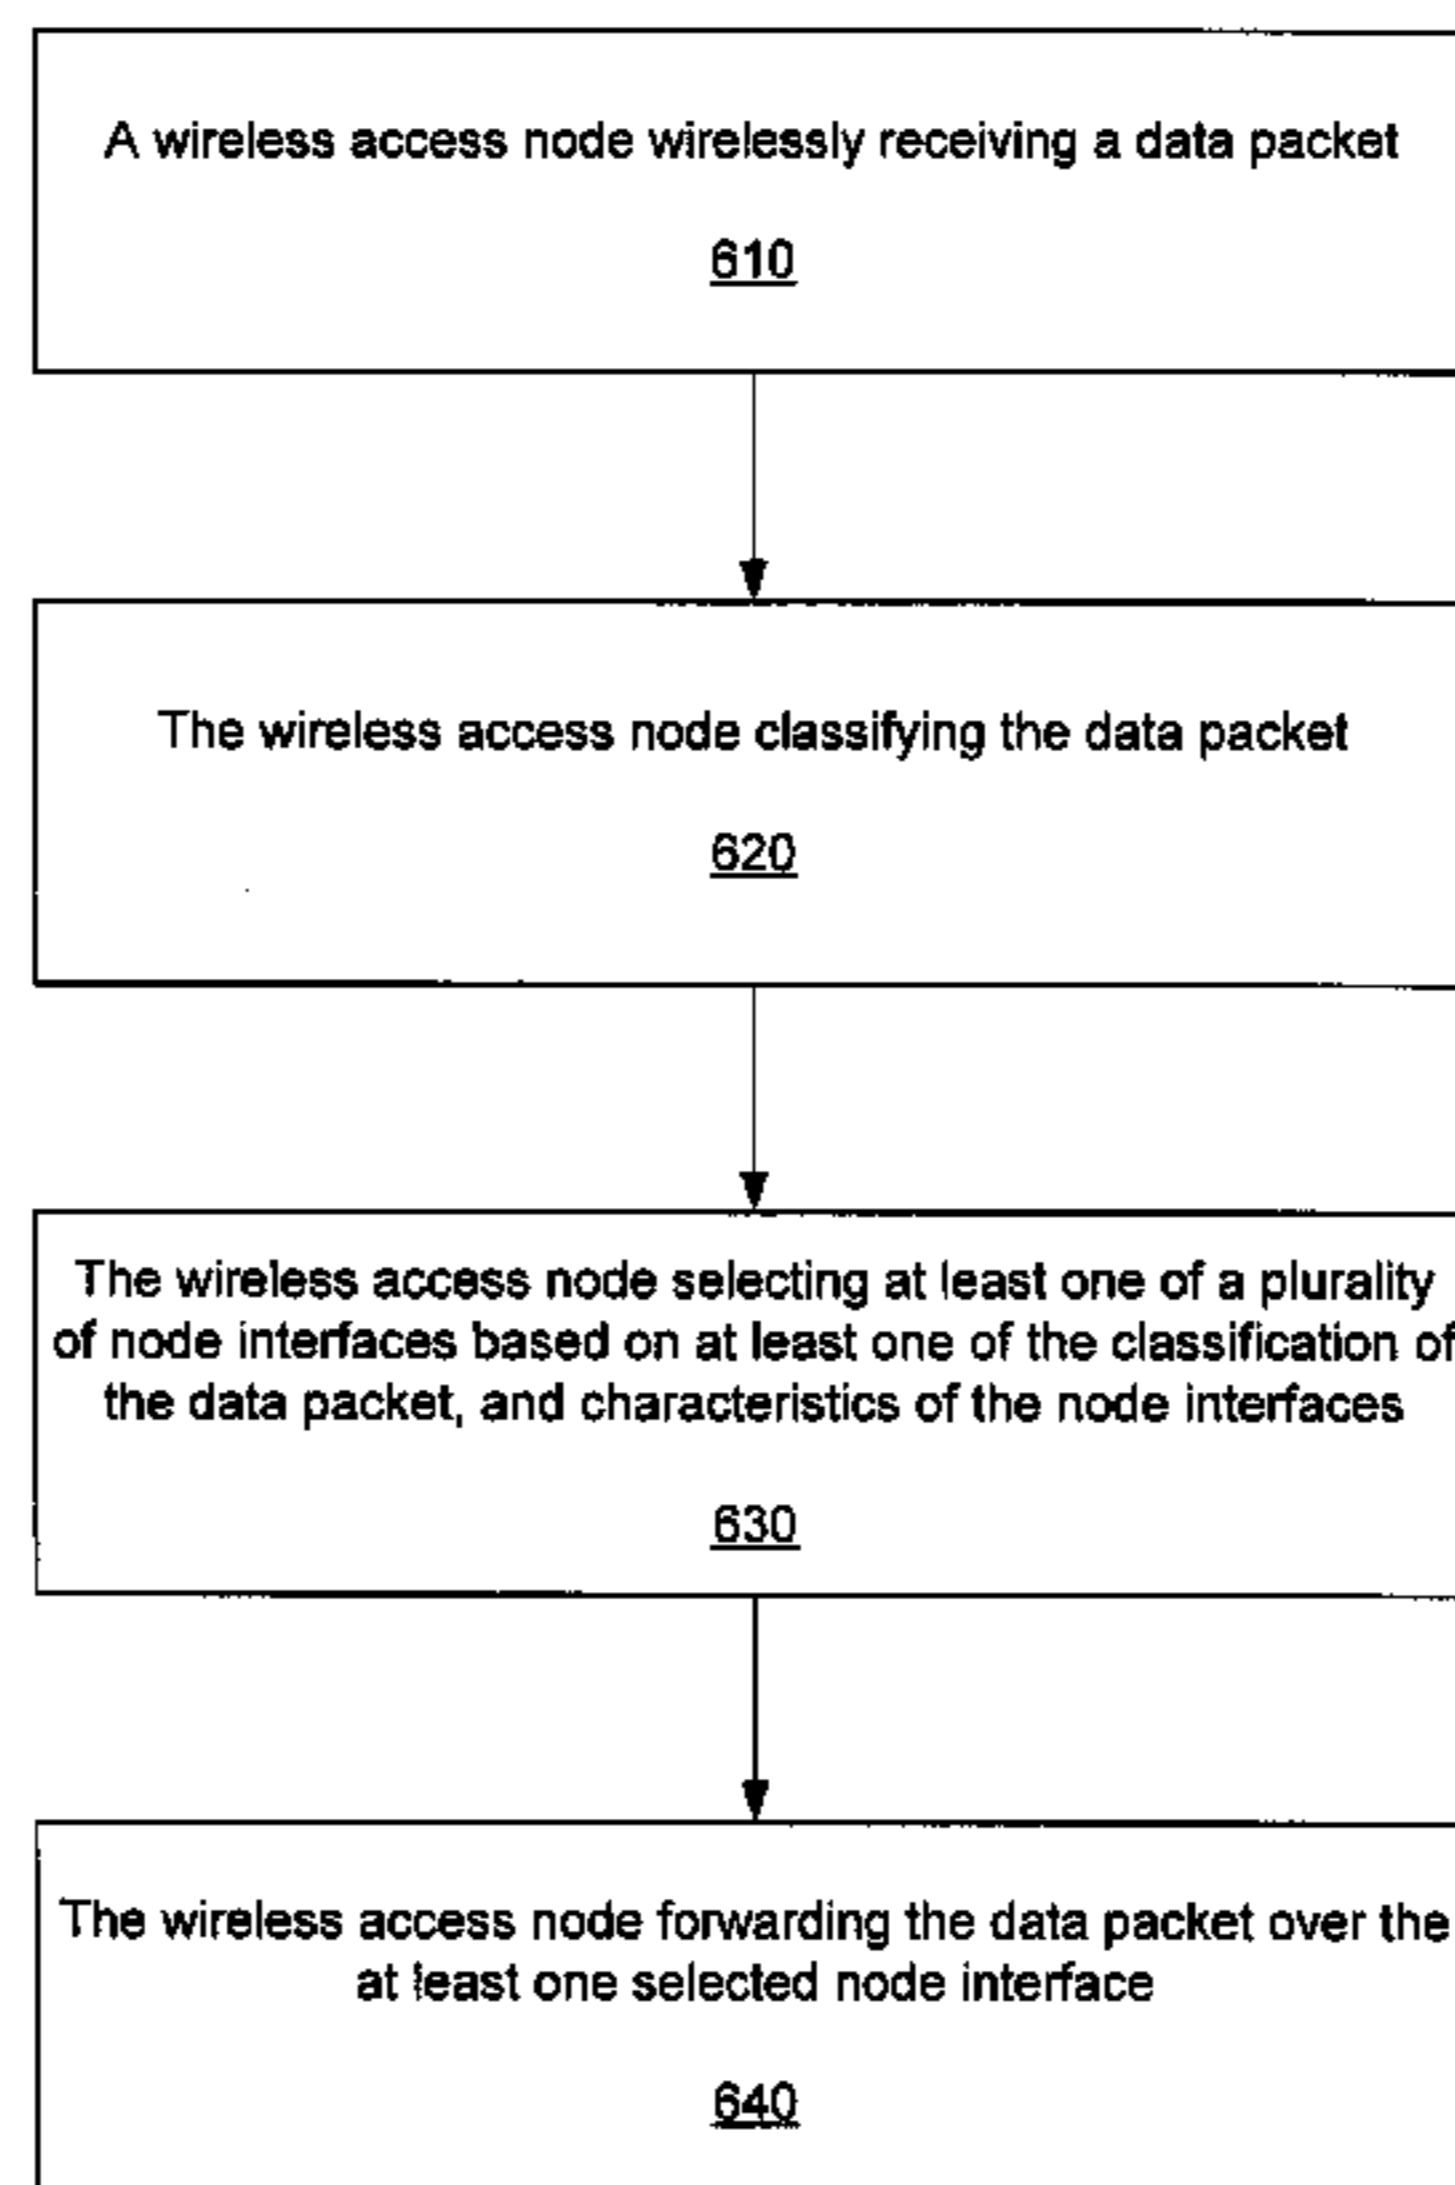 A wireless access node wirelessly receiving a data packet
610
The wireless access node classifying the data packet
620
The wireless access node selecting at least one of a plurality
of node interfaces based on at least one of the classification of
the data packet, and characteristics of the node interfaces
630
The wireless access node forwarding the data packet over the
at least one selected node interface
640